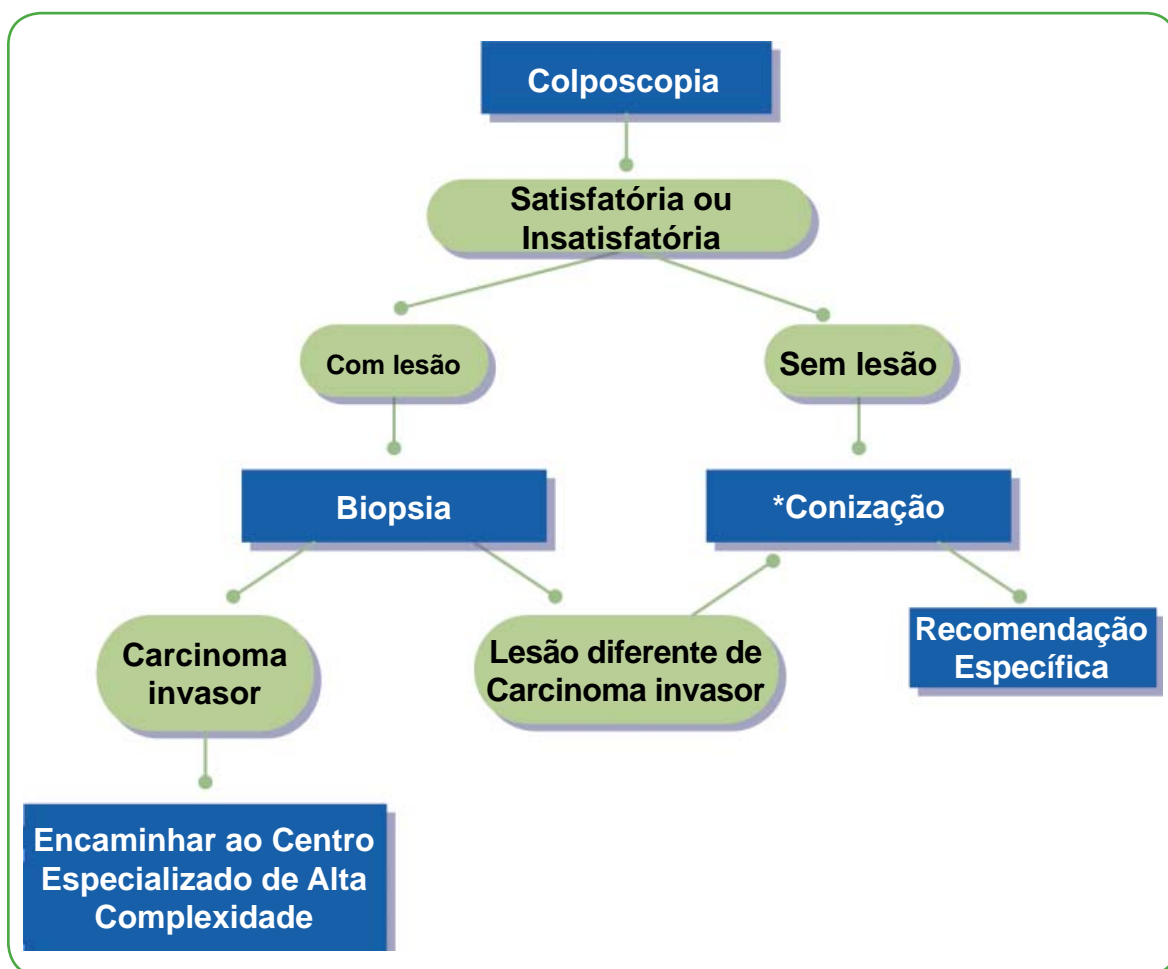 Colposcopia
Satisfatória ou
Insatisfatória
Com lesão
Sem lesão
Biopsia
*Conização
Carcinoma
invasor
Lesão diferente de
Carcinoma invasor
Recomendação
Específica
Encaminhar ao Centro
Especializado de Alta
Complexidade